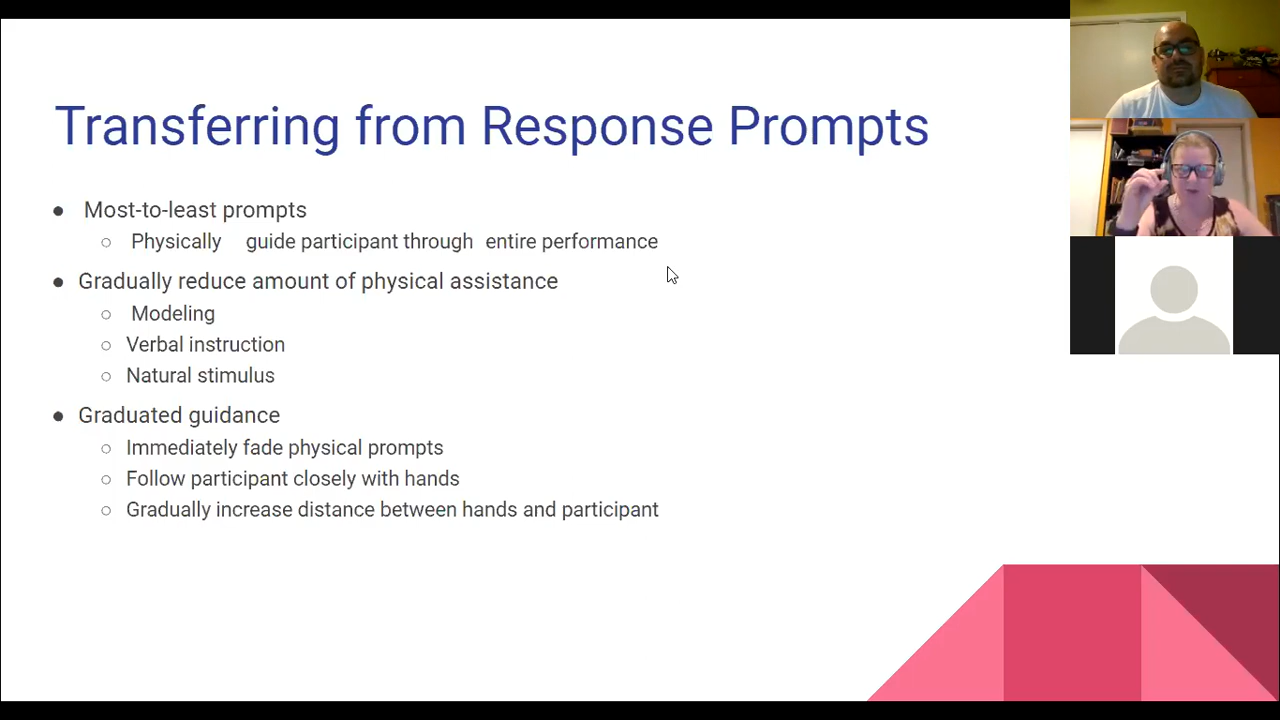 Transferring from Response Prompts
● Most-to-least prompts
○ Physically guide participant through entire performance
● Gradually reduce amount of physical assistance
○ Modeling
○ Verbal instruction
○ Natural stimulus
● Graduated guidance
○ Immediately fade physical prompts
○ Follow participant closely with hands
○ Gradually increase distance between hands and participant